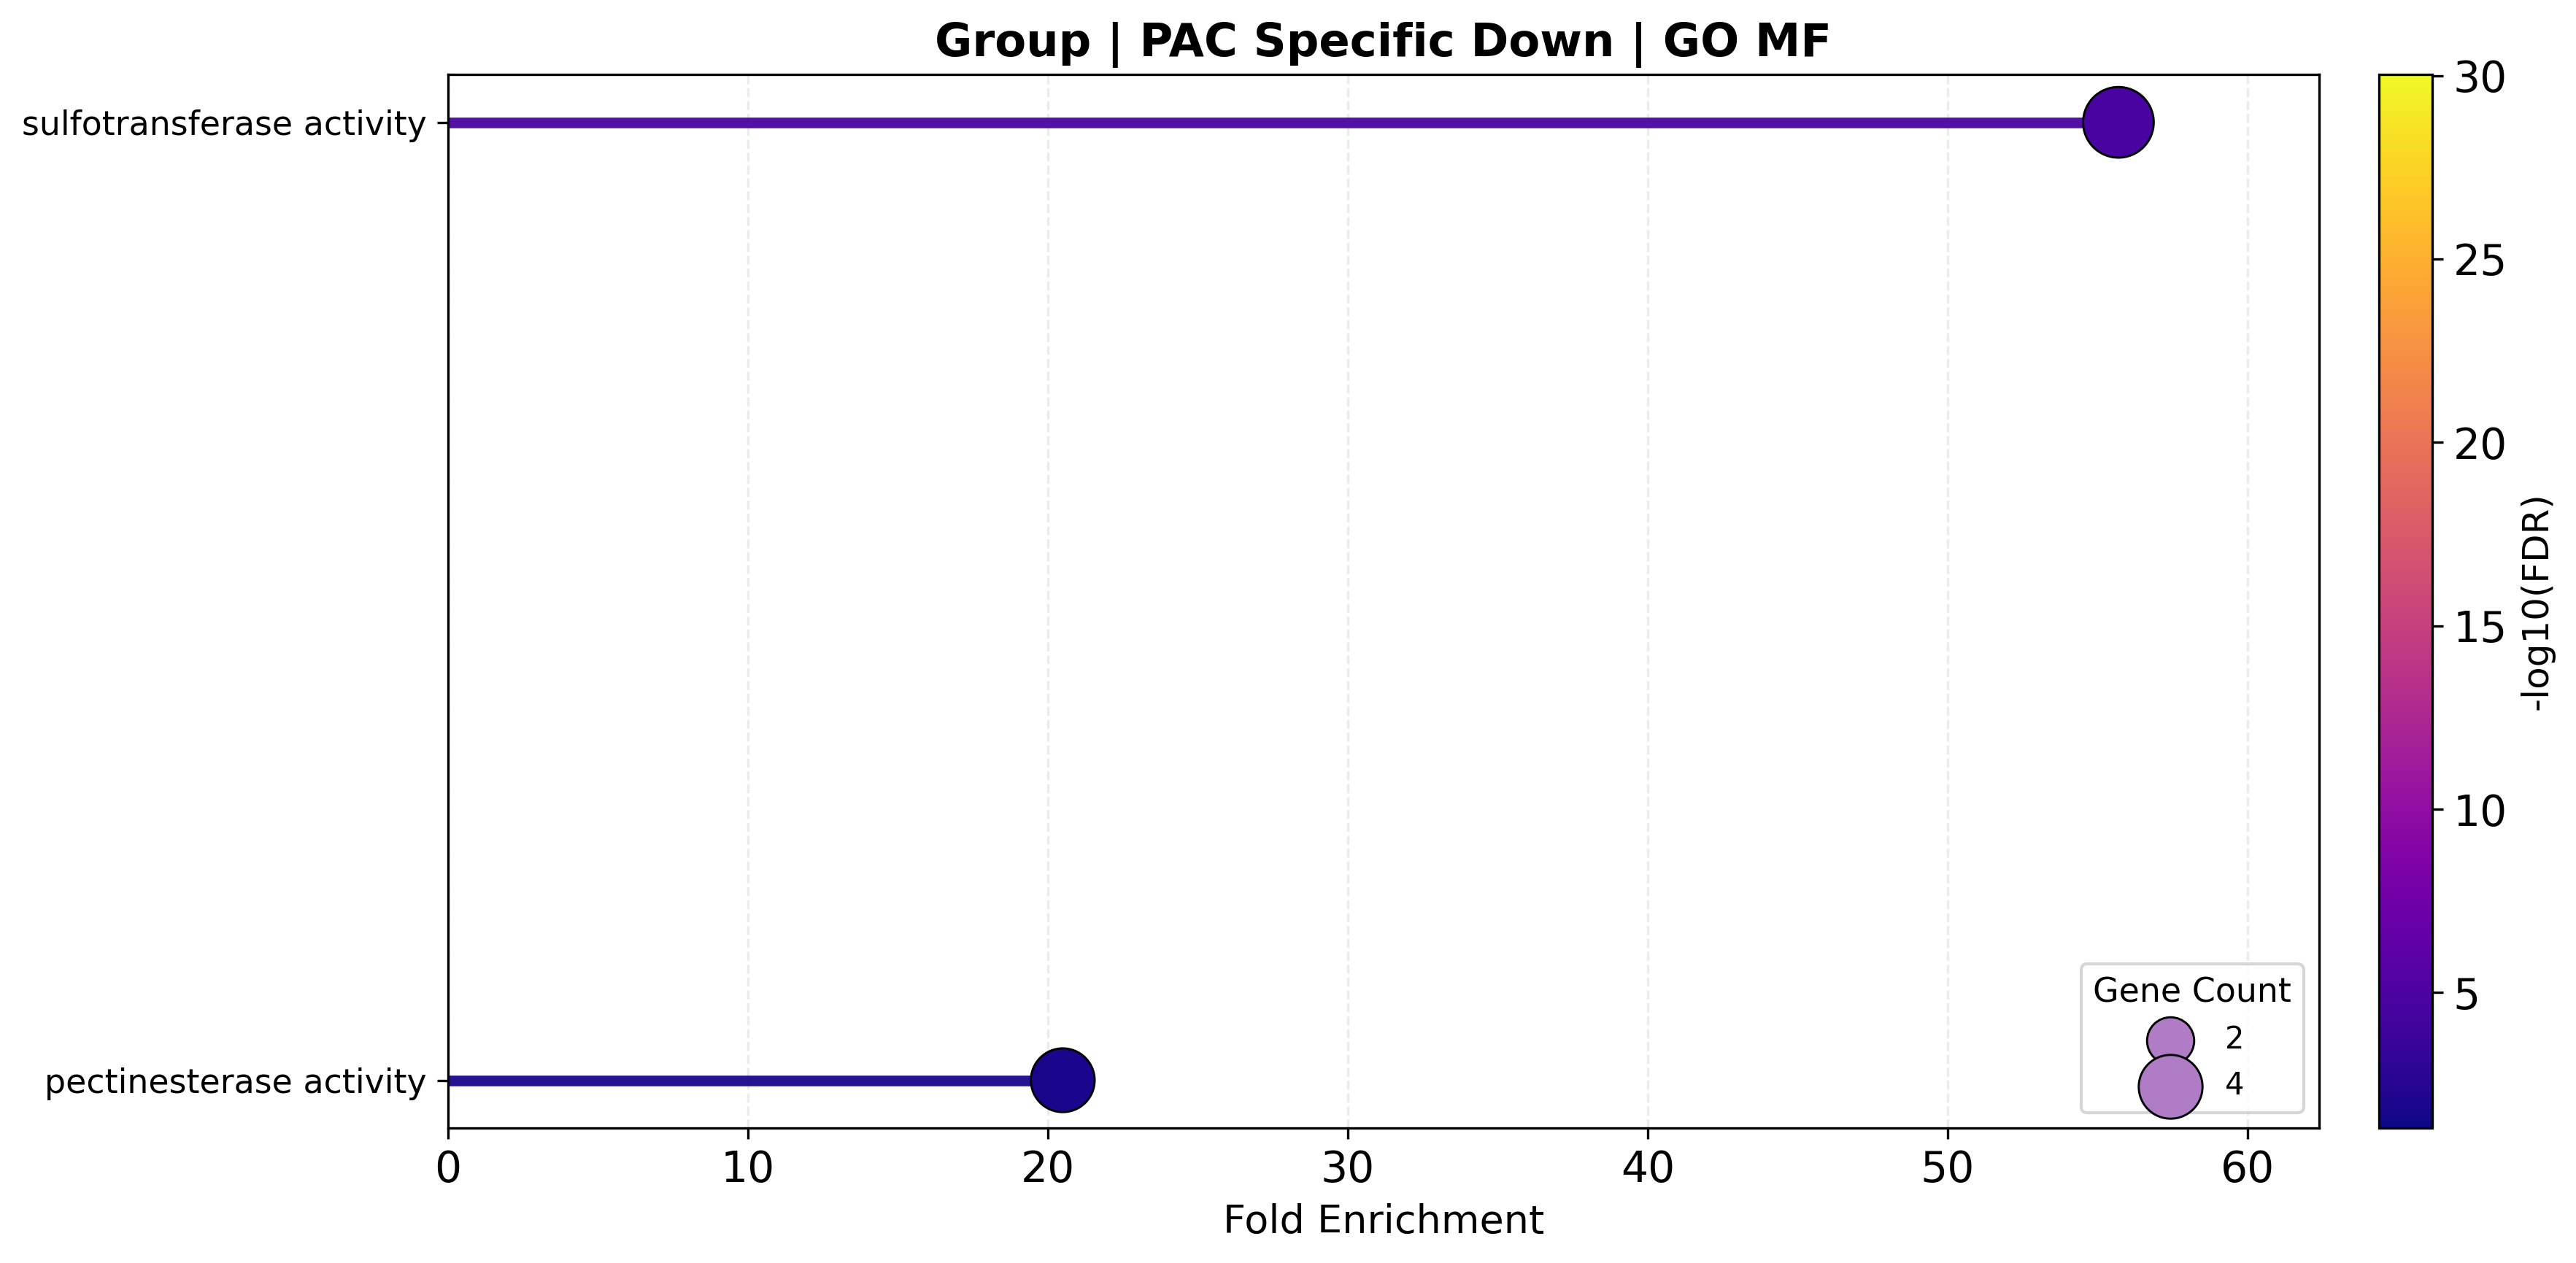 Group | PAC Specific Down | GO MF
sulfotransferase activity
pectinesterase activity
0 10 20 30 40 50 60
Fold Enrichment
Gene Count
2
4
30
25
20
15
10
5
-log10(FDR)